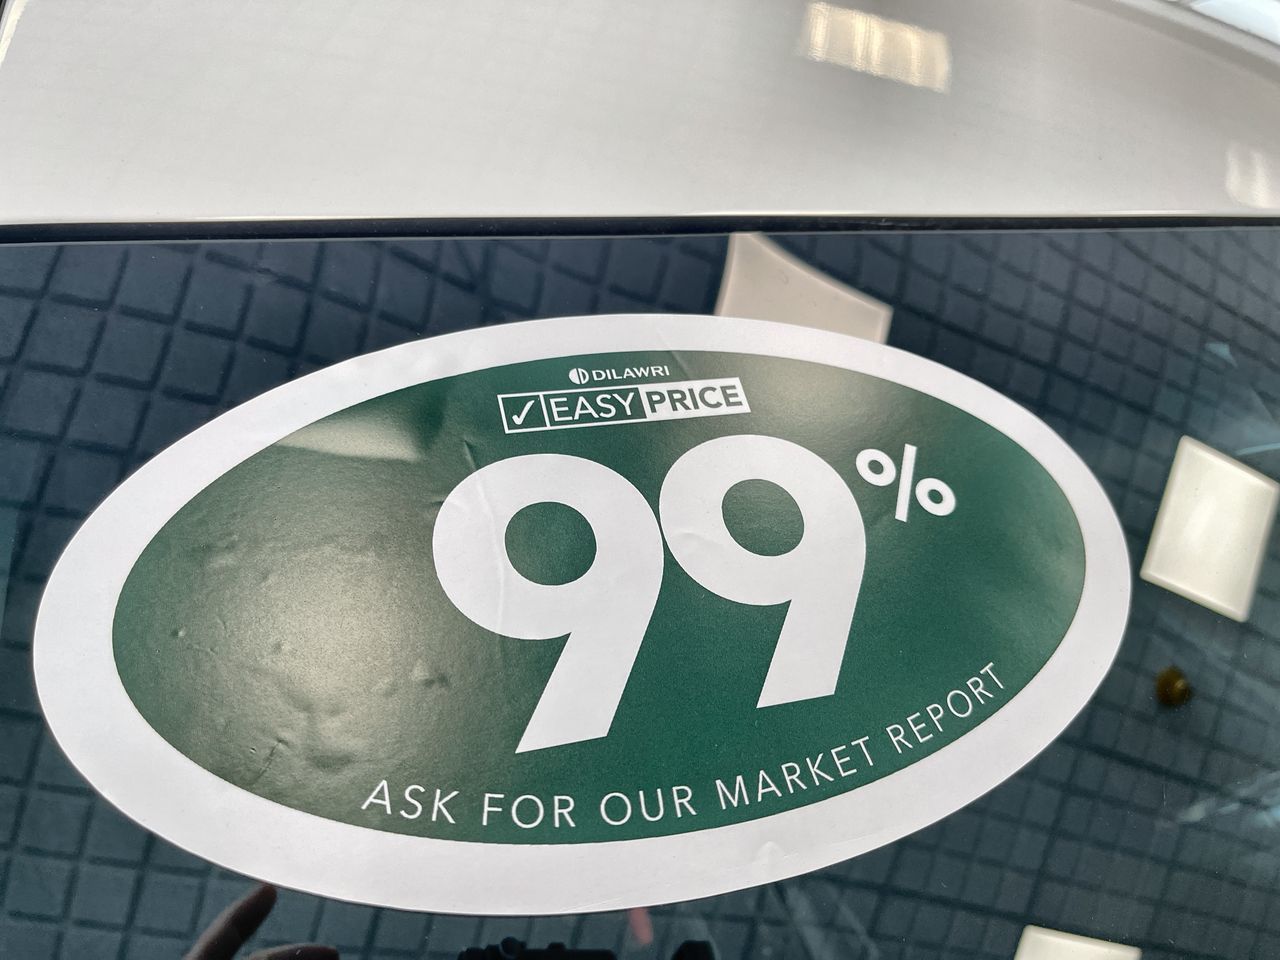 DILAWRI
✓ EASY PRICE
99%
ASK FOR OUR MARKET REPORT